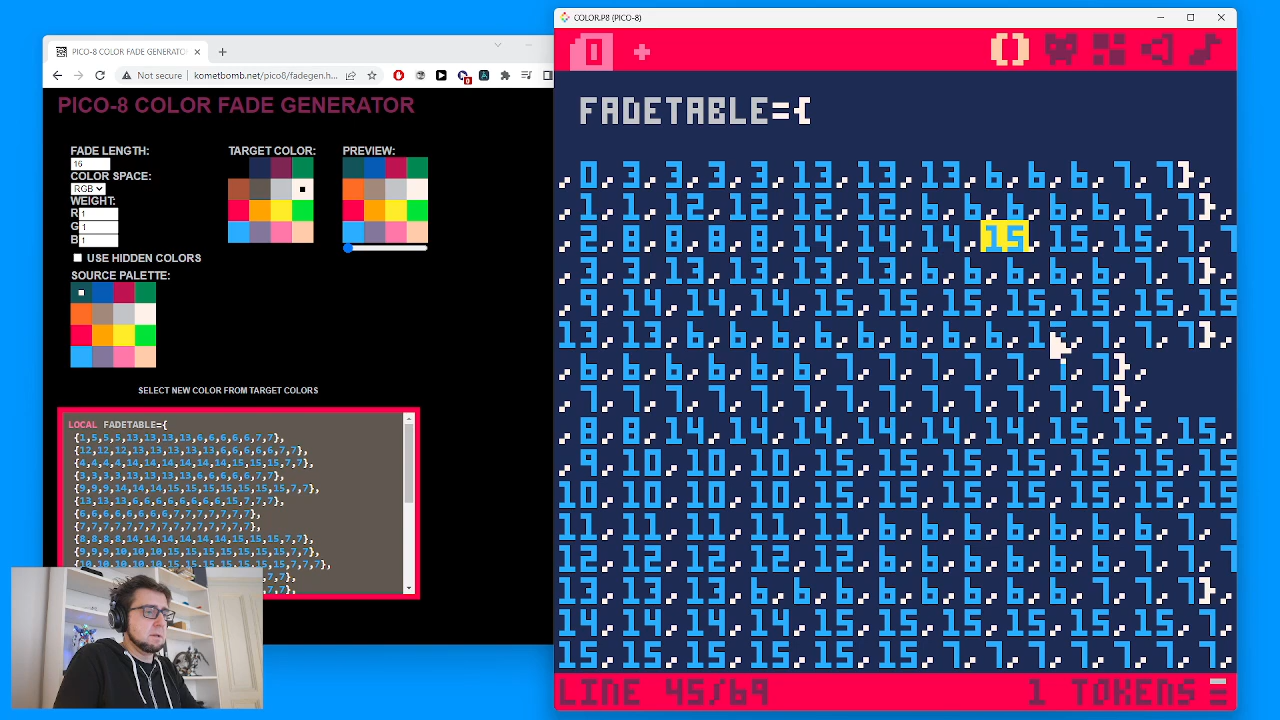 PICO-8 COLOR FADE GENERATOR
Not secure
kometbomb.net/pico8/fadegen.h...
PICO-8 COLOR FADE GENERATOR
FADE LENGTH:
16
COLOR SPACE:
RGB
WEIGHT:
R 1
G 1
B 1
USE HIDDEN COLORS
SOURCE PALETTE:
TARGET COLOR:
PREVIEW:
SELECT NEW COLOR FROM TARGET COLORS
LOCAL FADETABLE={
{1,5,5,5,13,13,13,13,6,6,6,6,6,7,7},
{12,12,12,13,13,13,13,6,6,6,6,6,7,7},
{4,4,4,4,14,14,14,14,14,15,15,15,7,7},
{3,3,3,3,13,13,13,13,6,6,6,6,7,7},
{9,9,9,14,14,14,15,15,15,15,15,15,7,7},
{13,13,13,6,6,6,6,6,6,6,15,7,7,7},
{6,6,6,6,6,6,6,7,7,7,7,7,7,7},
{7,7,7,7,7,7,7,7,7,7,7,7,7,7},
{8,8,8,8,14,14,14,14,14,15,15,15,7,7},
{9,9,9,10,10,10,15,15,15,15,15,15,7,7},
COLOR.P8 (PICO-8)
FADETABLE={
,0,3,3,3,3,13,13,13,6,6,6,7,7},
,1,1,12,12,12,12,6,6,6,6,6,7,7},
,2,8,8,8,8,14,14,14,15,15,15,7,7
,3,3,13,13,13,13,6,6,6,6,7,7},
,9,14,14,14,15,15,15,15,15,15,15
13,13,6,6,6,6,6,6,6,15,7,7,7},
,6,6,6,6,6,6,7,7,7,7,7,7,7},
,7,7,7,7,7,7,7,7,7,7,7,7,7},
,8,8,14,14,14,14,14,14,15,15,15,
,9,10,10,10,15,15,15,15,15,15,15
10,10,10,10,15,15,15,15,15,15,15
11,11,11,11,11,6,6,6,6,6,6,7,7
12,12,12,12,12,6,6,6,6,6,7,7,7
13,13,13,6,6,6,6,6,6,6,7,7,7},
14,14,14,14,15,15,15,15,15,15,7,
15,15,15,15,15,15,7,7,7,7,7,7,7,
LINE 45/69
1 TOKENS